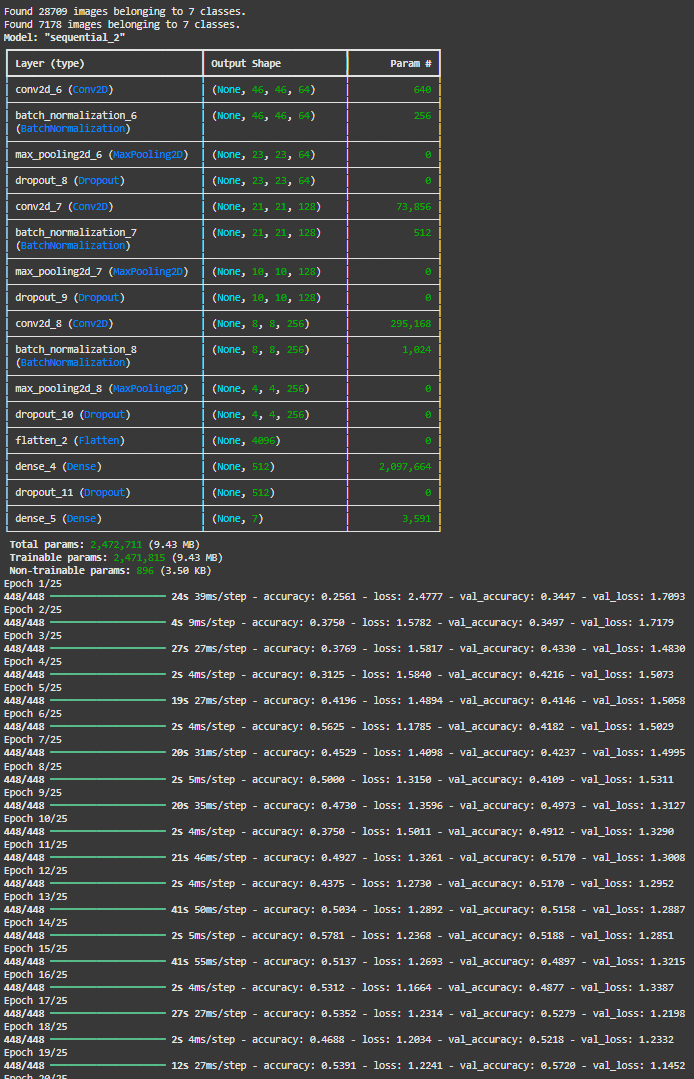 Found 28709 images belonging to 7 classes.
Found 7178 images belonging to 7 classes.
Model: "sequential_2"
Layer (type) Output Shape Param #
conv2d_6 (Conv2D) (None, 46, 46, 64) 640
batch_normalization_6 (None, 46, 46, 64) 256
(BatchNormalization)
max_pooling2d_6 (MaxPooling2D) (None, 23, 23, 64) 0
dropout_8 (Dropout) (None, 23, 23, 64) 0
conv2d_7 (Conv2D) (None, 21, 21, 128) 73,856
batch_normalization_7 (None, 21, 21, 128) 512
(BatchNormalization)
max_pooling2d_7 (MaxPooling2D) (None, 10, 10, 128) 0
dropout_9 (Dropout) (None, 10, 10, 128) 0
conv2d_8 (Conv2D) (None, 8, 8, 256) 295,168
batch_normalization_8 (None, 8, 8, 256) 1,024
(BatchNormalization)
max_pooling2d_8 (MaxPooling2D) (None, 4, 4, 256) 0
dropout_10 (Dropout) (None, 4, 4, 256) 0
flatten_2 (Flatten) (None, 4096) 0
dense_4 (Dense) (None, 512) 2,097,664
dropout_11 (Dropout) (None, 512) 0
dense_5 (Dense) (None, 7) 3,591
Total params: 2,472,711 (9.43 MB)
Trainable params: 2,471,815 (9.43 MB)
Non-trainable params: 896 (3.50 KB)
Epoch 1/25
448/448 24s 39ms/step - accuracy: 0.2561 - loss: 2.4777 - val_accuracy: 0.3447 - val_loss: 1.7093
Epoch 2/25
448/448 4s 9ms/step - accuracy: 0.3750 - loss: 1.5782 - val_accuracy: 0.3497 - val_loss: 1.7179
Epoch 3/25
448/448 27s 27ms/step - accuracy: 0.3769 - loss: 1.5817 - val_accuracy: 0.4330 - val_loss: 1.4830
Epoch 4/25
448/448 2s 4ms/step - accuracy: 0.3125 - loss: 1.5840 - val_accuracy: 0.4216 - val_loss: 1.5073
Epoch 5/25
448/448 19s 27ms/step - accuracy: 0.4196 - loss: 1.4894 - val_accuracy: 0.4146 - val_loss: 1.5058
Epoch 6/25
448/448 2s 4ms/step - accuracy: 0.5625 - loss: 1.1785 - val_accuracy: 0.4182 - val_loss: 1.5029
Epoch 7/25
448/448 20s 31ms/step - accuracy: 0.4529 - loss: 1.4098 - val_accuracy: 0.4237 - val_loss: 1.4995
Epoch 8/25
448/448 2s 5ms/step - accuracy: 0.5000 - loss: 1.3150 - val_accuracy: 0.4109 - val_loss: 1.5311
Epoch 9/25
448/448 20s 35ms/step - accuracy: 0.4730 - loss: 1.3596 - val_accuracy: 0.4973 - val_loss: 1.3127
Epoch 10/25
448/448 2s 4ms/step - accuracy: 0.3750 - loss: 1.5011 - val_accuracy: 0.4912 - val_loss: 1.3290
Epoch 11/25
448/448 21s 46ms/step - accuracy: 0.4927 - loss: 1.3261 - val_accuracy: 0.5170 - val_loss: 1.3008
Epoch 12/25
448/448 2s 4ms/step - accuracy: 0.4375 - loss: 1.2730 - val_accuracy: 0.5170 - val_loss: 1.2952
Epoch 13/25
448/448 41s 50ms/step - accuracy: 0.5034 - loss: 1.2892 - val_accuracy: 0.5158 - val_loss: 1.2887
Epoch 14/25
448/448 2s 5ms/step - accuracy: 0.5781 - loss: 1.2368 - val_accuracy: 0.5188 - val_loss: 1.2851
Epoch 15/25
448/448 41s 55ms/step - accuracy: 0.5137 - loss: 1.2693 - val_accuracy: 0.4897 - val_loss: 1.3215
Epoch 16/25
448/448 2s 4ms/step - accuracy: 0.5312 - loss: 1.1664 - val_accuracy: 0.4877 - val_loss: 1.3387
Epoch 17/25
448/448 27s 27ms/step - accuracy: 0.5352 - loss: 1.2314 - val_accuracy: 0.5279 - val_loss: 1.2198
Epoch 18/25
448/448 2s 4ms/step - accuracy: 0.4688 - loss: 1.2034 - val_accuracy: 0.5218 - val_loss: 1.2332
Epoch 19/25
448/448 12s 27ms/step - accuracy: 0.5391 - loss: 1.2241 - val_accuracy: 0.5720 - val_loss: 1.1452
Epoch 20/25